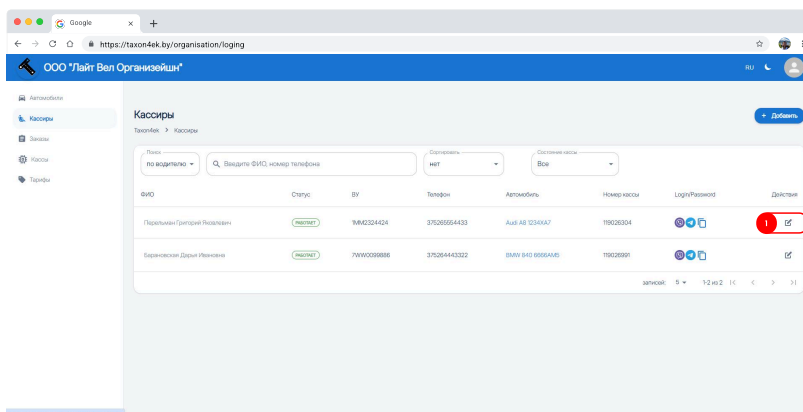 Google
https://taxon4ek.by/organisation/loging
ООО "Лайт Вел Организейшн"
RU
Автомобили
Кассиры
Заказы
Кассы
Тарифы
Кассиры
Taxon4ek > Кассиры
+ Добавить
Поиск
по водителю
Введите ФИО, номер телефона
Сортировать
нет
Состояние кассы
Все
ФИО Статус ВУ Телефон Автомобиль Номер кассы Login/Password Действия
Перельман Григорий Яковлевич РАБОТАЕТ 1MM2324424 375265554433 Audi A8 1234XA7 119026304 1
Барановская Дарья Ивановна РАБОТАЕТ 7WW0099886 375264443322 BMW 840 6666AM5 119026991
записей: 5 1-2 из 2